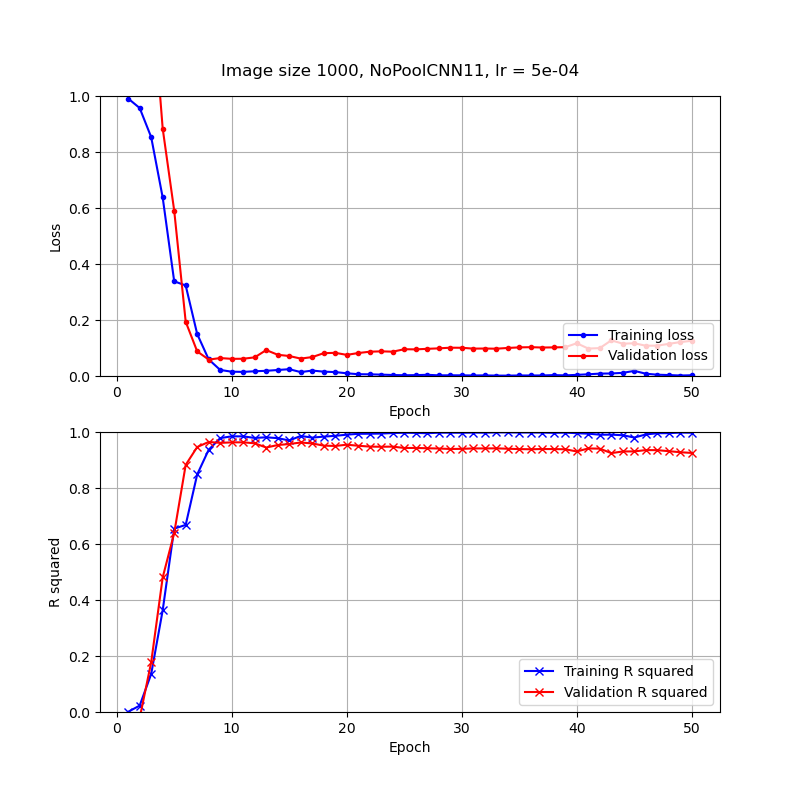 Image size 1000, NoPoolCNN11, lr = 5e-04
1.0
0.8
0.6
0.4
0.2
0.0
Loss
Training loss
Validation loss
0 10 20 30 40 50
Epoch
1.0
0.8
0.6
0.4
0.2
0.0
R squared
Training R squared
Validation R squared
0 10 20 30 40 50
Epoch